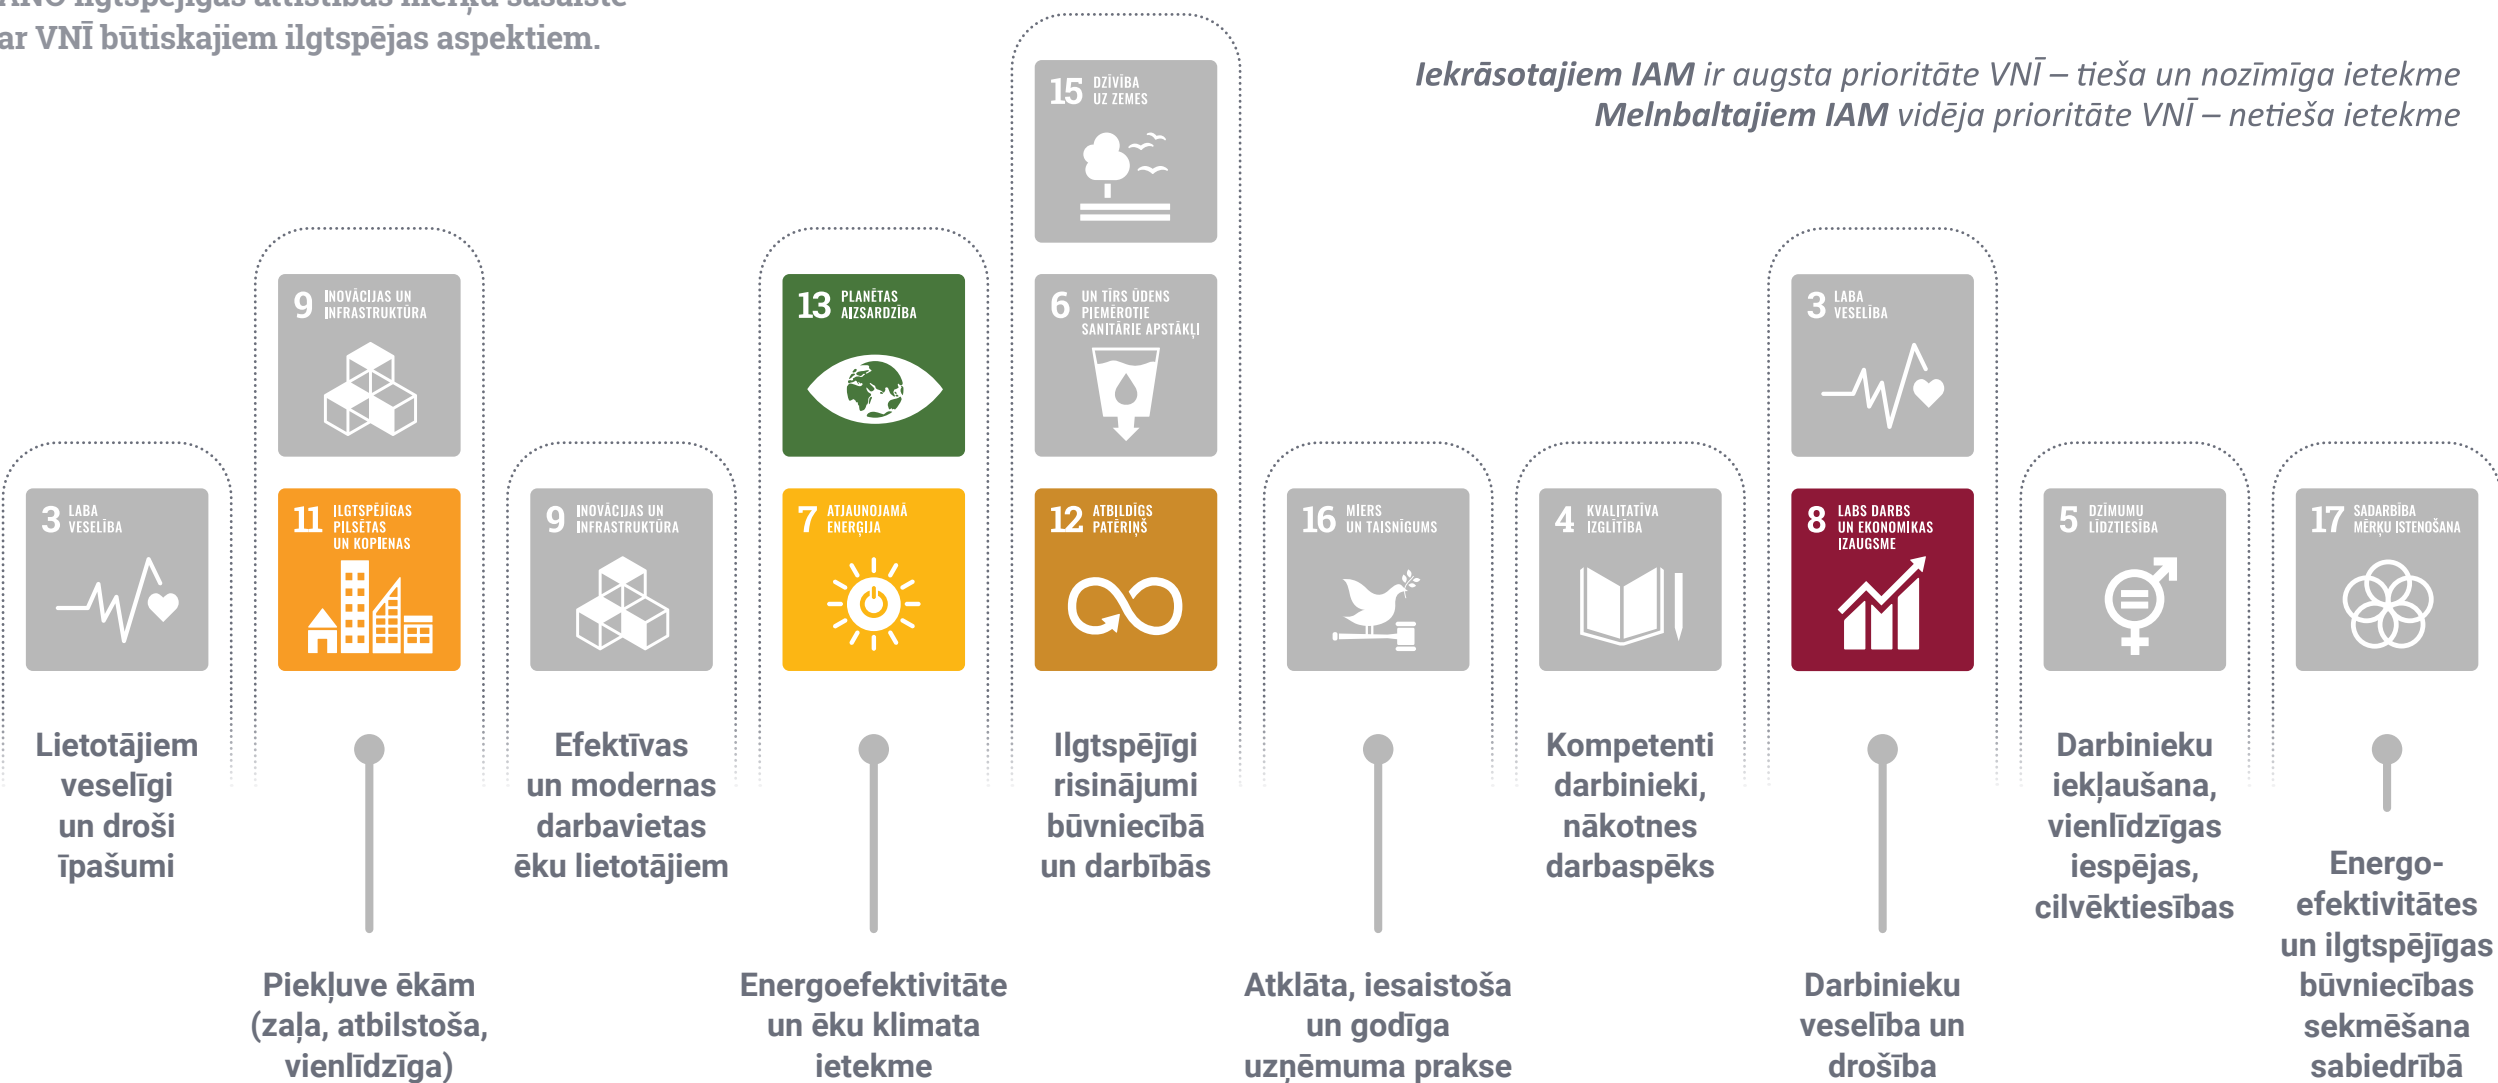 ANO ilgtspējīgas attīstības mērķu sasaiste
ar VNĪ būtiskajiem ilgtspējas aspektiem.
Iekrāsotajiem IAM ir augsta prioritāte VNĪ – tieša un nozīmīga ietekme
Melnbaltajiem IAM vidēja prioritāte VNĪ – netieša ietekme
3 LABA
VESELĪBA
Lietotājiem
veselīgi
un droši
īpašumi
9 INOVĀCIJAS UN
INFRASTRUKTŪRA
11 ILGTSPĒJĪGAS
PILSĒTAS
UN KOPIENAS
Piekļuve ēkām
(zaļa, atbilstoša,
vienlīdzīga)
9 INOVĀCIJAS UN
INFRASTRUKTŪRA
Efektīvas
un modernas
darbavietas
ēku lietotājiem
13 PLANĒTAS
AIZSARDZĪBA
7 ATJAUNOJAMĀ
ENERĢIJA
Energoefektivitāte
un ēku klimata
ietekme
15 DZĪVĪBA
UZ ZEMES
6 UN TĪRS ŪDENS
PIEMĒROTIE
SANITĀRIE APSTĀKĻI
12 ATBILDĪGS
PATĒRIŅŠ
Ilgtspējīgi
risinājumi
būvniecībā
un darbībās
16 MIERS
UN TAISNĪGUMS
Atklāta, iesaistoša
un godīga
uzņēmuma prakse
4 KVALITATĪVA
IZGLĪTĪBA
Kompetenti
darbinieki,
nākotnes
darbaspēks
3 LABA
VESELĪBA
8 LABS DARBS
UN EKONOMIKAS
IZAUGSME
Darbinieku
veselība un
drošība
5 DZIMUMU
LĪDZTIESĪBA
Darbinieku
iekļaušana,
vienlīdzīgas
iespējas,
cilvēktiesības
17 SADARBĪBA
MĒRĶU ISTENOŠANA
Energo-
efektivitātes
un ilgtspējīgas
būvniecības
sekmēšana
sabiedrībā